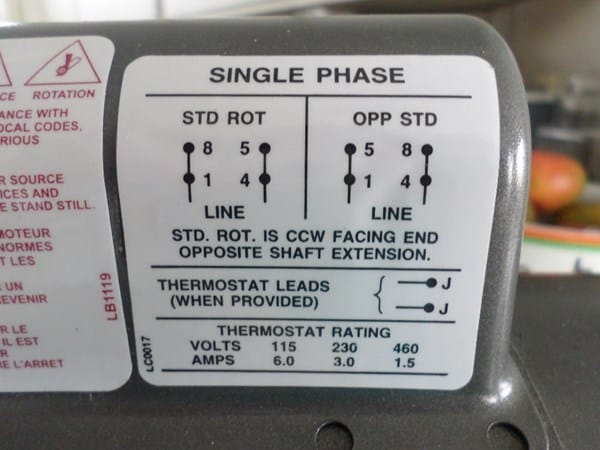 CE ROTATION
ANCE WITH
OCAL CODES,
RIOUS
R SOURCE
ICES AND
E STAND STILL.
MOTEUR
NORMES
T LES
UN
REVENIR
R LE
IL EST
R
RE L'ARRET
LB1119
SINGLE PHASE
STD ROT
8 5
1 4
LINE
OPP STD
5 8
1 4
LINE
STD. ROT. IS CCW FACING END
OPPOSITE SHAFT EXTENSION.
THERMOSTAT LEADS
(WHEN PROVIDED)
J
J
THERMOSTAT RATING
VOLTS 115 230 460
AMPS 6.0 3.0 1.5
LC0017